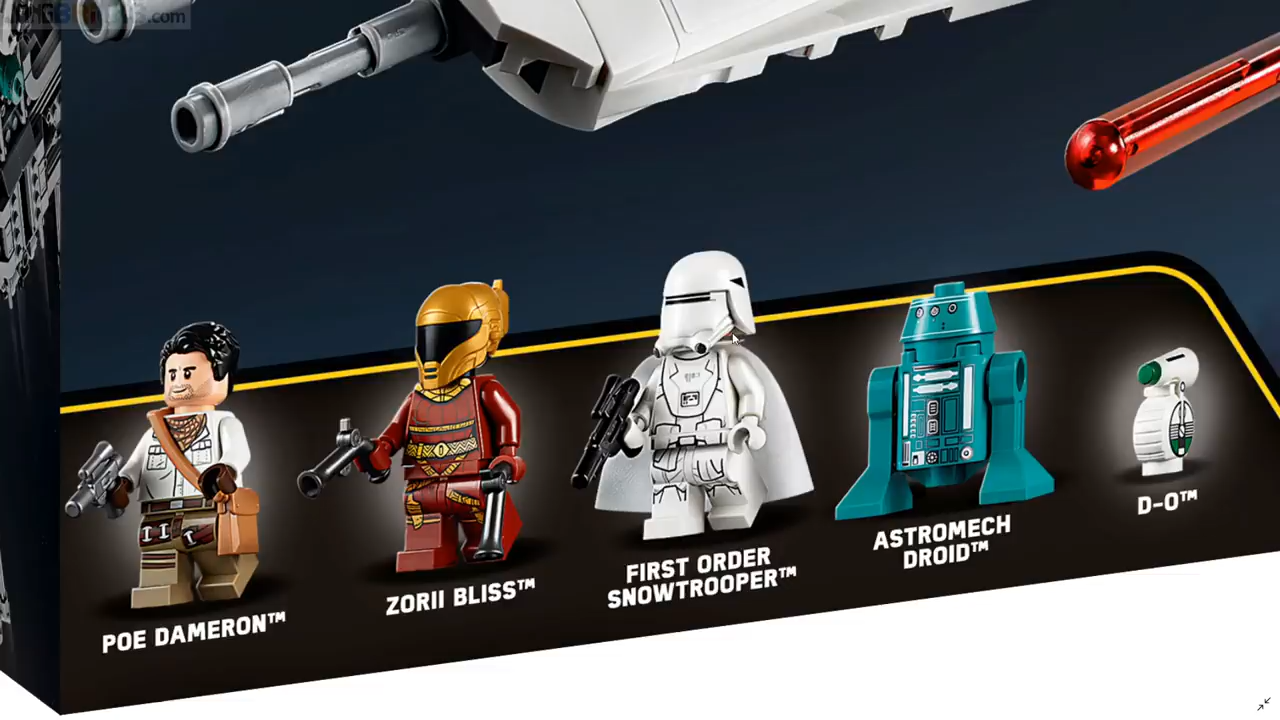 POE DAMERON™
ZORII BLISS™
FIRST ORDER
SNOWTROOPER™
ASTROMECH
DROID™
D-O™